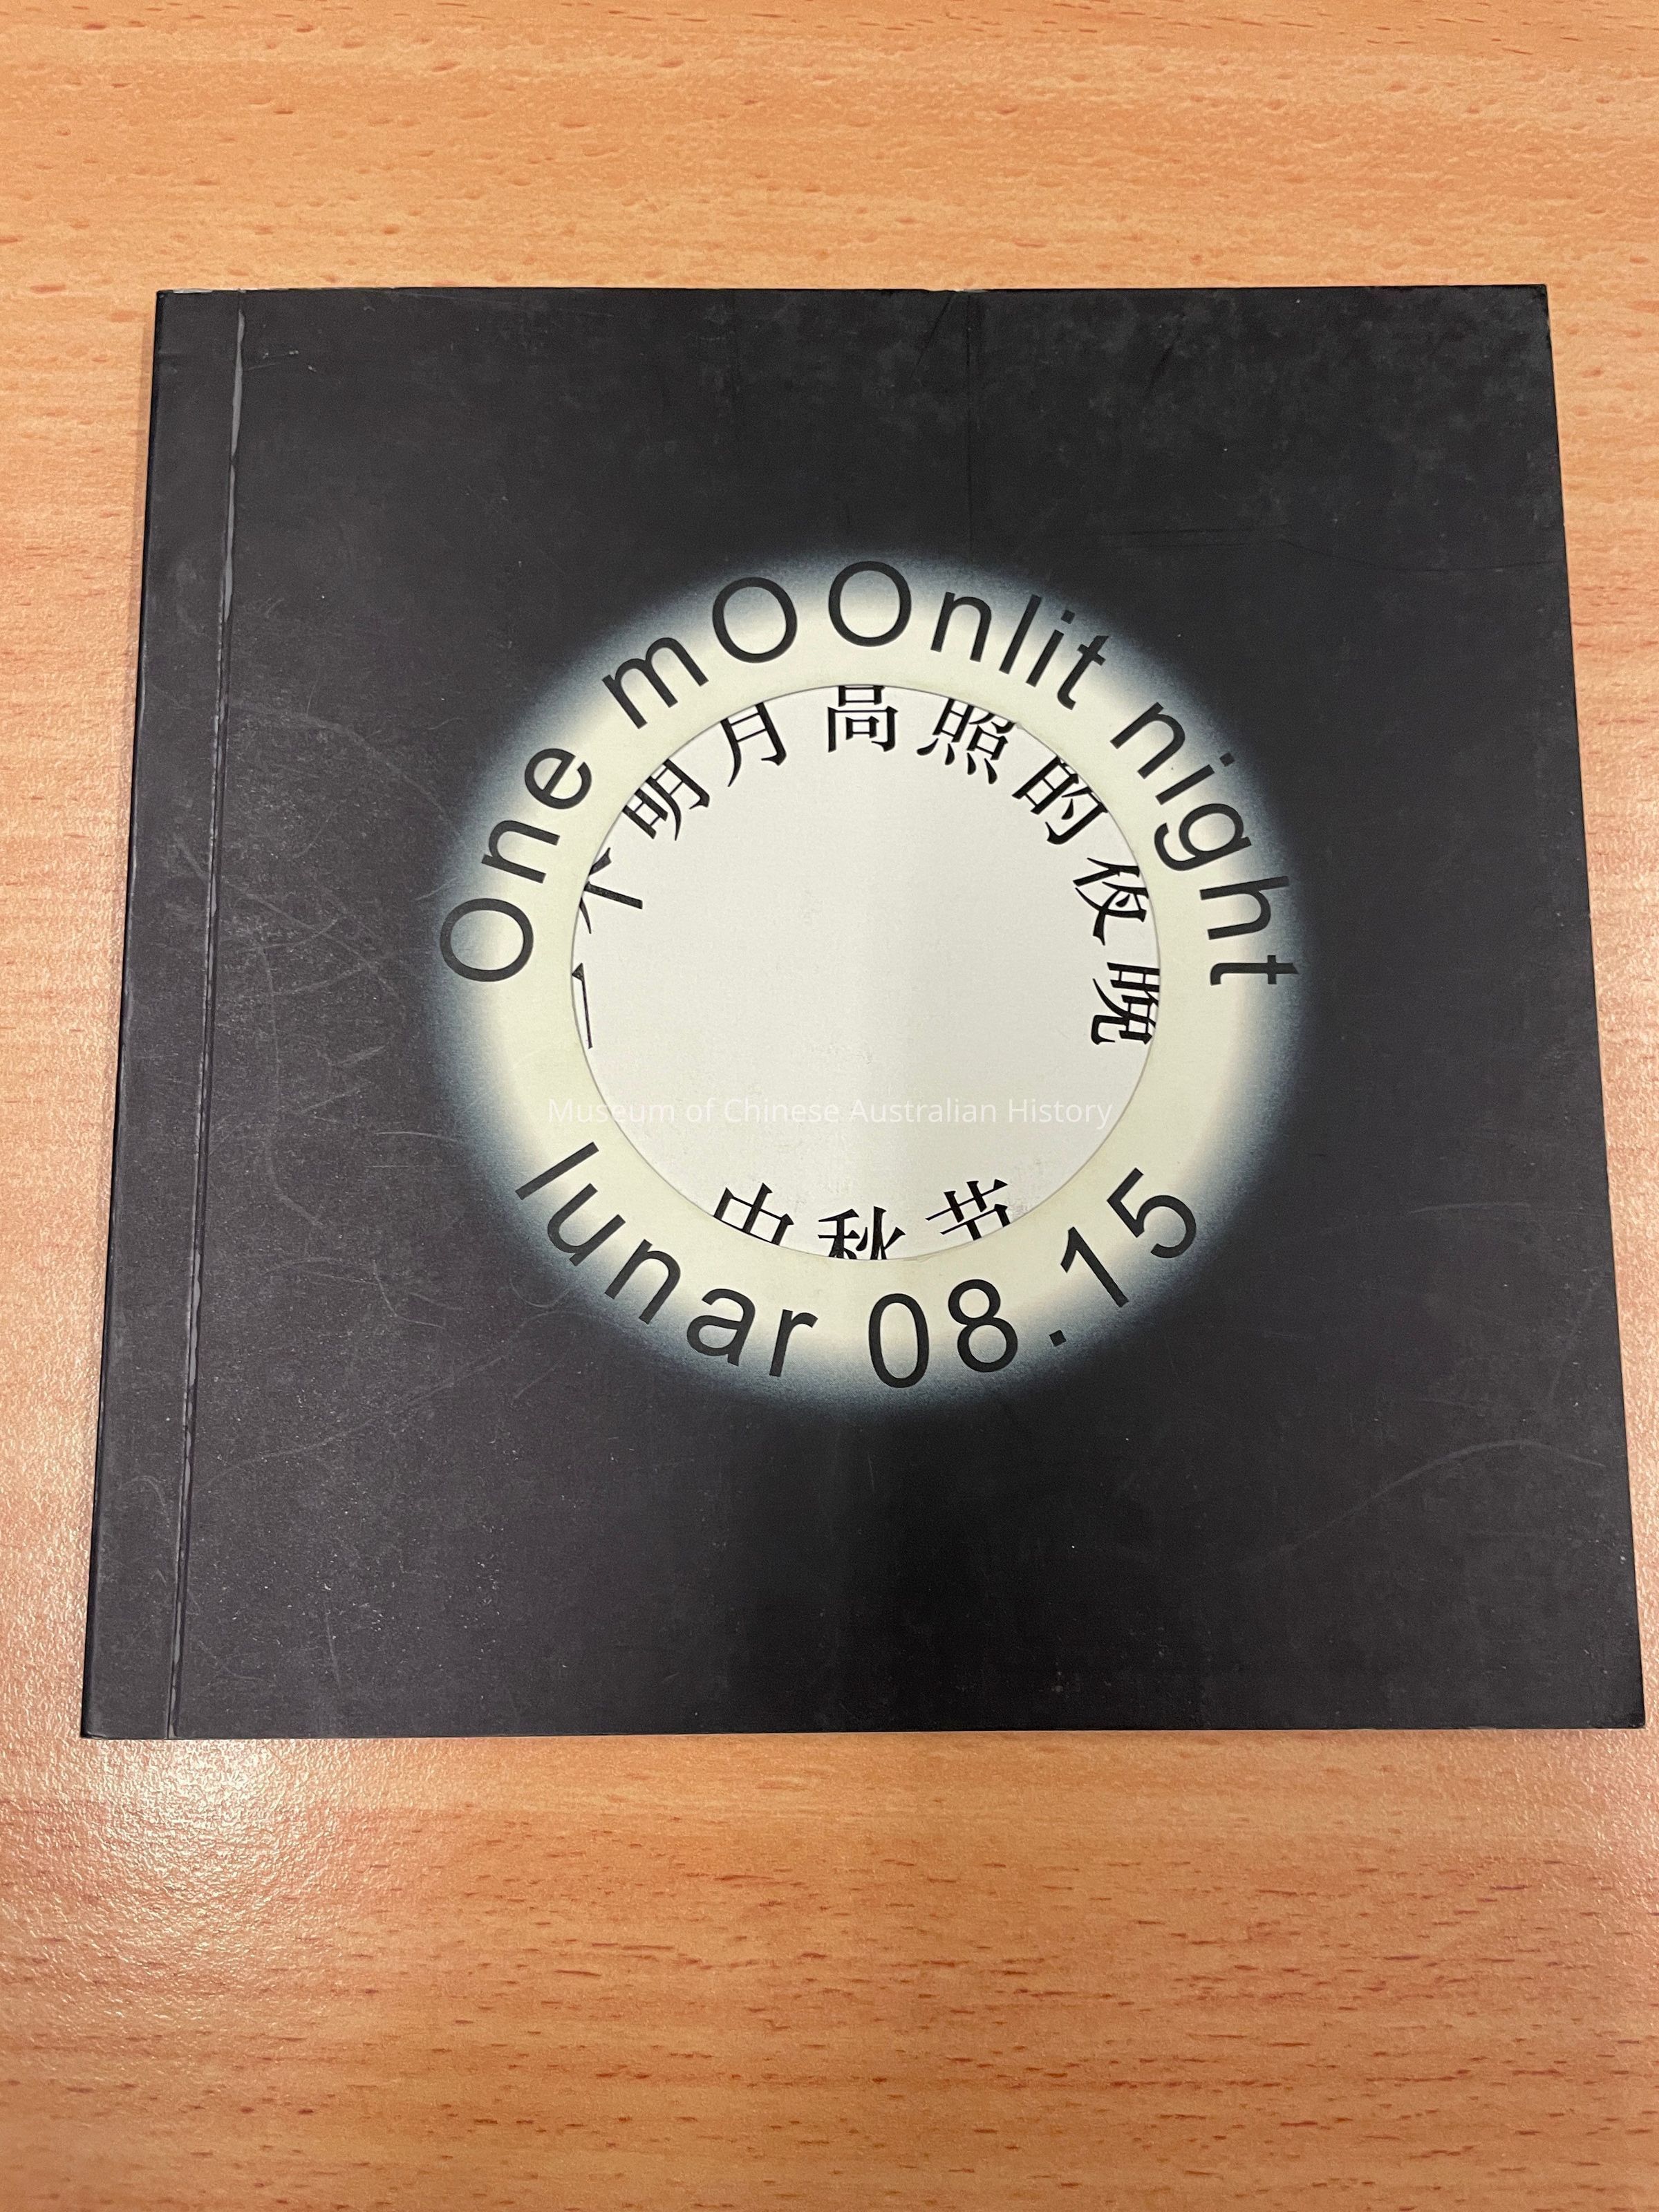 One mOOnlit night
一个明月高照的夜晚
Museum of Chinese Australian History
中秋节
lunar 08.15